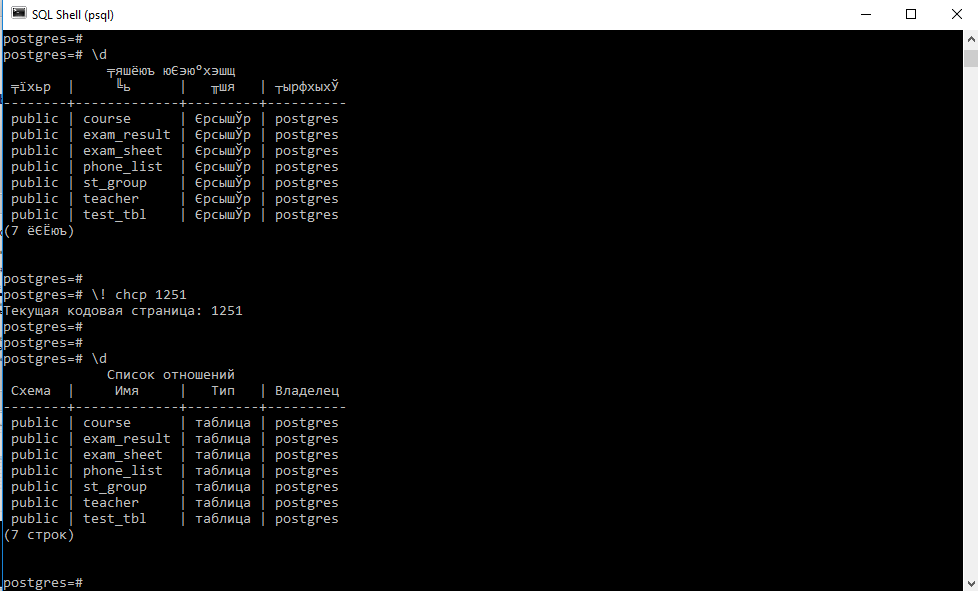 SQL Shell (psql)
postgres=#
postgres=# \d
╤яшёюъ юЄэю°хэшщ
╤їхьр | ╚ь | ╥шя | ┬ырфхыхЎ
--------+-------------+---------+----------
public | course | ЄрсышЎр | postgres
public | exam_result | ЄрсышЎр | postgres
public | exam_sheet | ЄрсышЎр | postgres
public | phone_list | ЄрсышЎр | postgres
public | st_group | ЄрсышЎр | postgres
public | teacher | ЄрсышЎр | postgres
public | test_tbl | ЄрсышЎр | postgres
(7 ёЄЁюъ)
postgres=#
postgres=# \! chcp 1251
Текущая кодовая страница: 1251
postgres=#
postgres=#
postgres=# \d
Список отношений
Схема | Имя | Тип | Владелец
--------+-------------+---------+----------
public | course | таблица | postgres
public | exam_result | таблица | postgres
public | exam_sheet | таблица | postgres
public | phone_list | таблица | postgres
public | st_group | таблица | postgres
public | teacher | таблица | postgres
public | test_tbl | таблица | postgres
(7 строк)
postgres=#